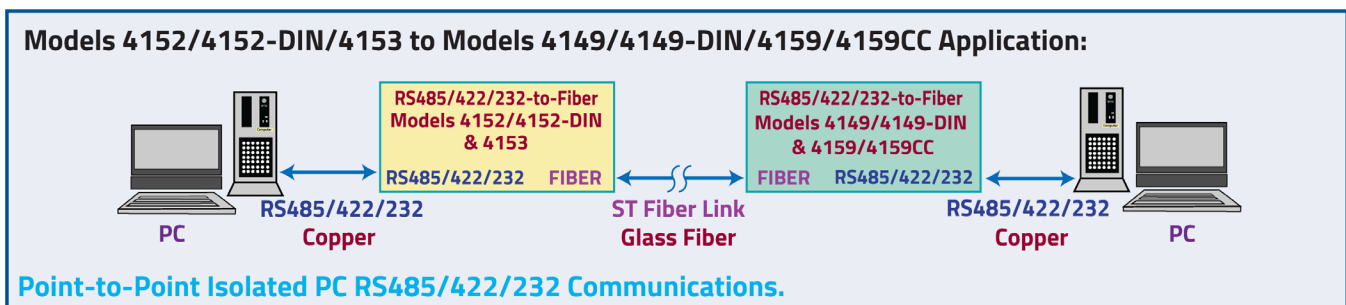 Models 4152/4152-DIN/4153 to Models 4149/4149-DIN/4159/4159CC Application:
RS485/422/232-to-Fiber
Models 4152/4152-DIN
& 4153
RS485/422/232 FIBER
RS485/422/232-to-Fiber
Models 4149/4149-DIN
& 4159/4159CC
FIBER RS485/422/232
Computer
Computer
PC
RS485/422/232
Copper
ST Fiber Link
Glass Fiber
RS485/422/232
Copper
PC
Point-to-Point Isolated PC RS485/422/232 Communications.